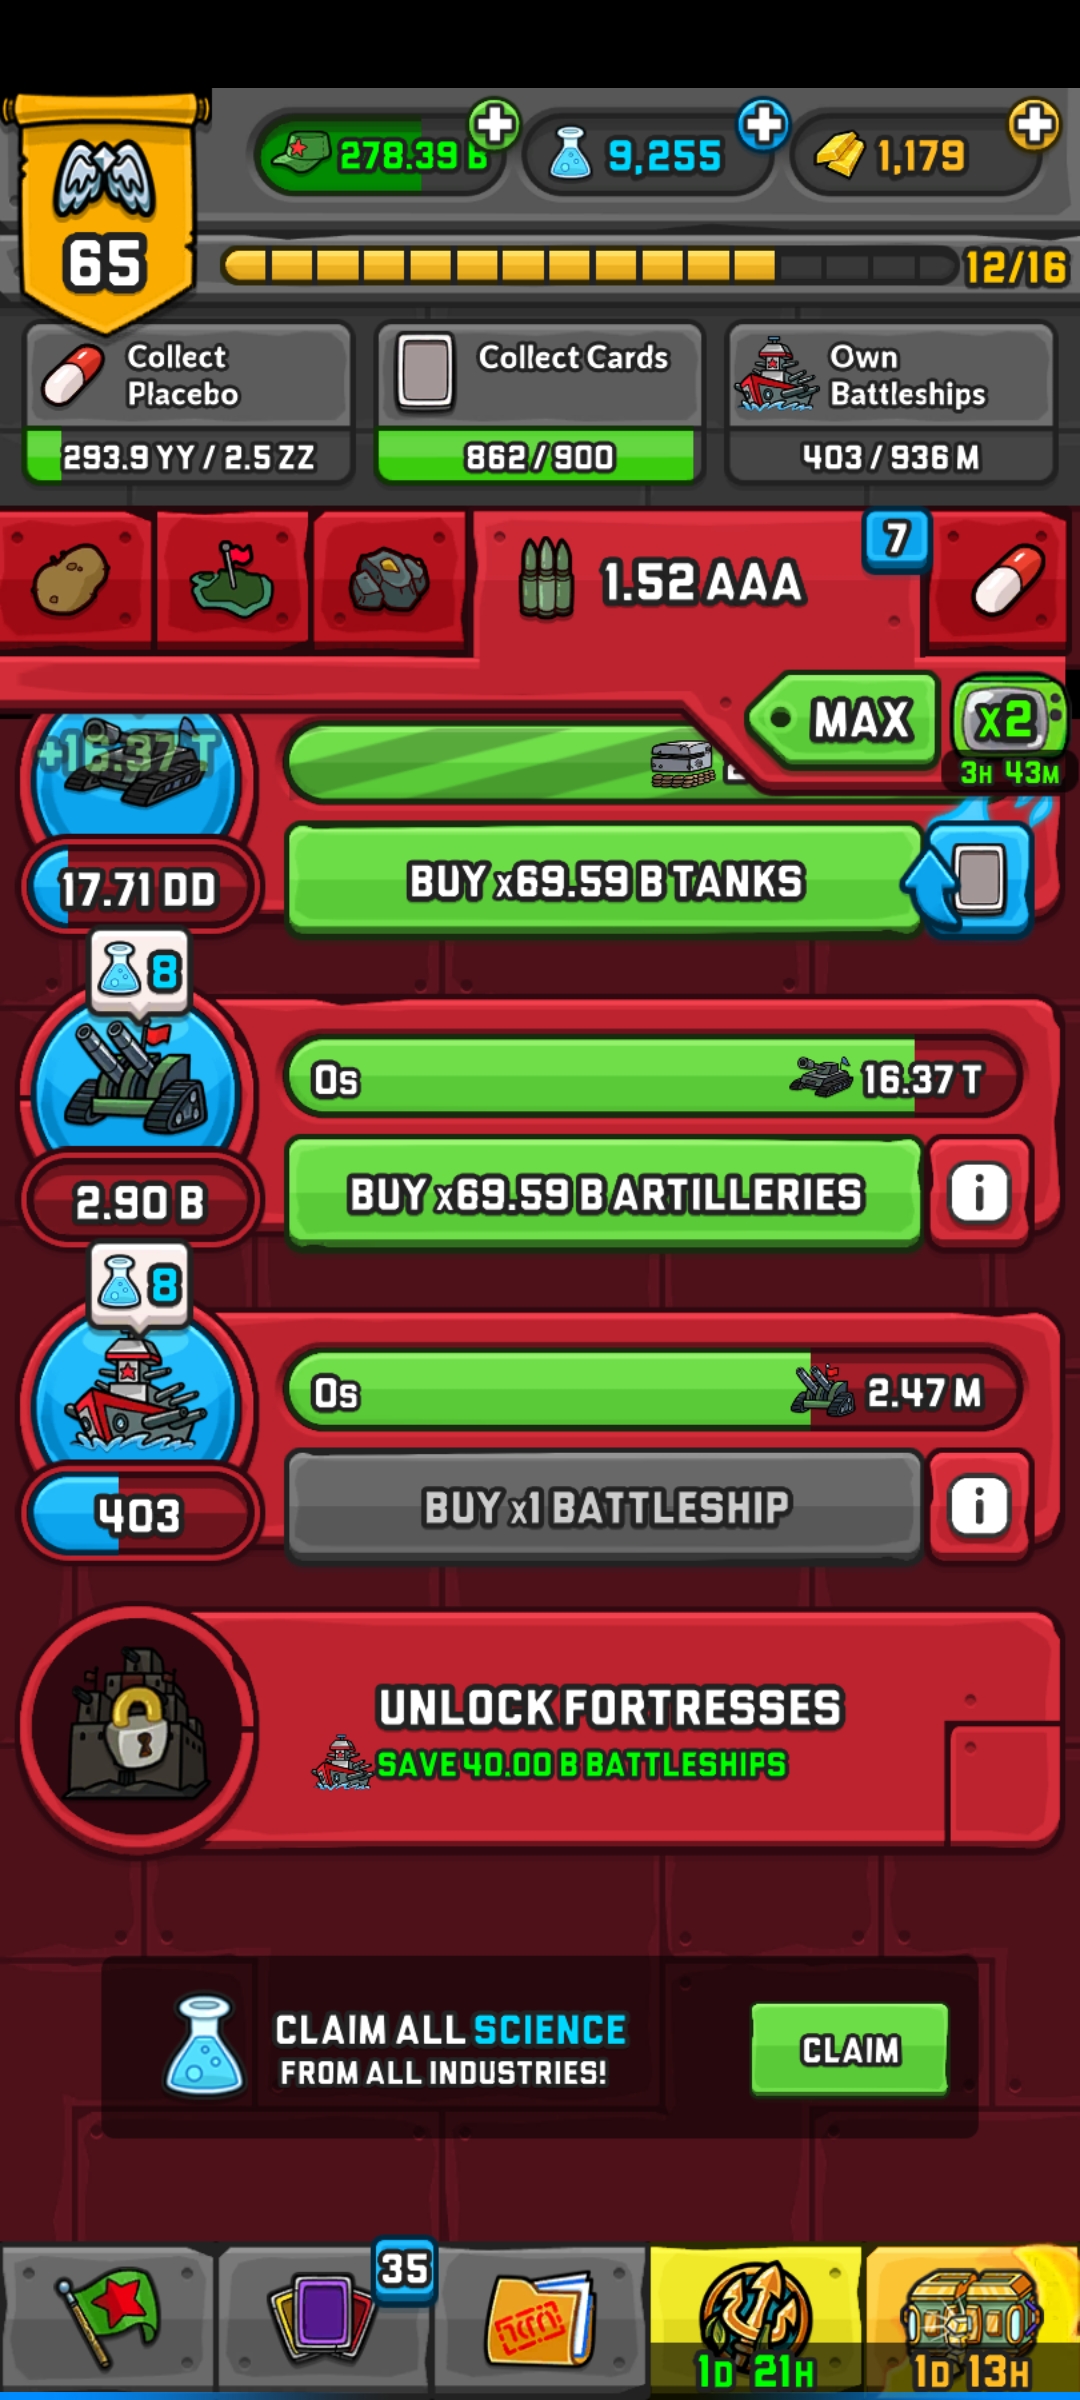 278.39 B
9,255
1,179
65
12/16
Collect
Placebo
Collect Cards
Own
Battleships
293.9 YY / 2.5 ZZ
862/900
403 / 936 M
1.52 AAA
7
MAX
x2
3H 43M
+16.37 T
17.71 DD
BUY x69.59 B TANKS
8
0s
16.37 T
2.90 B
BUY x69.59 B ARTILLERIES
i
8
0s
2.47 M
403
BUY x1 BATTLESHIP
i
UNLOCK FORTRESSES
SAVE 40.00 B BATTLESHIPS
CLAIM ALL SCIENCE
FROM ALL INDUSTRIES!
CLAIM
35
1D 21H
1D 13H